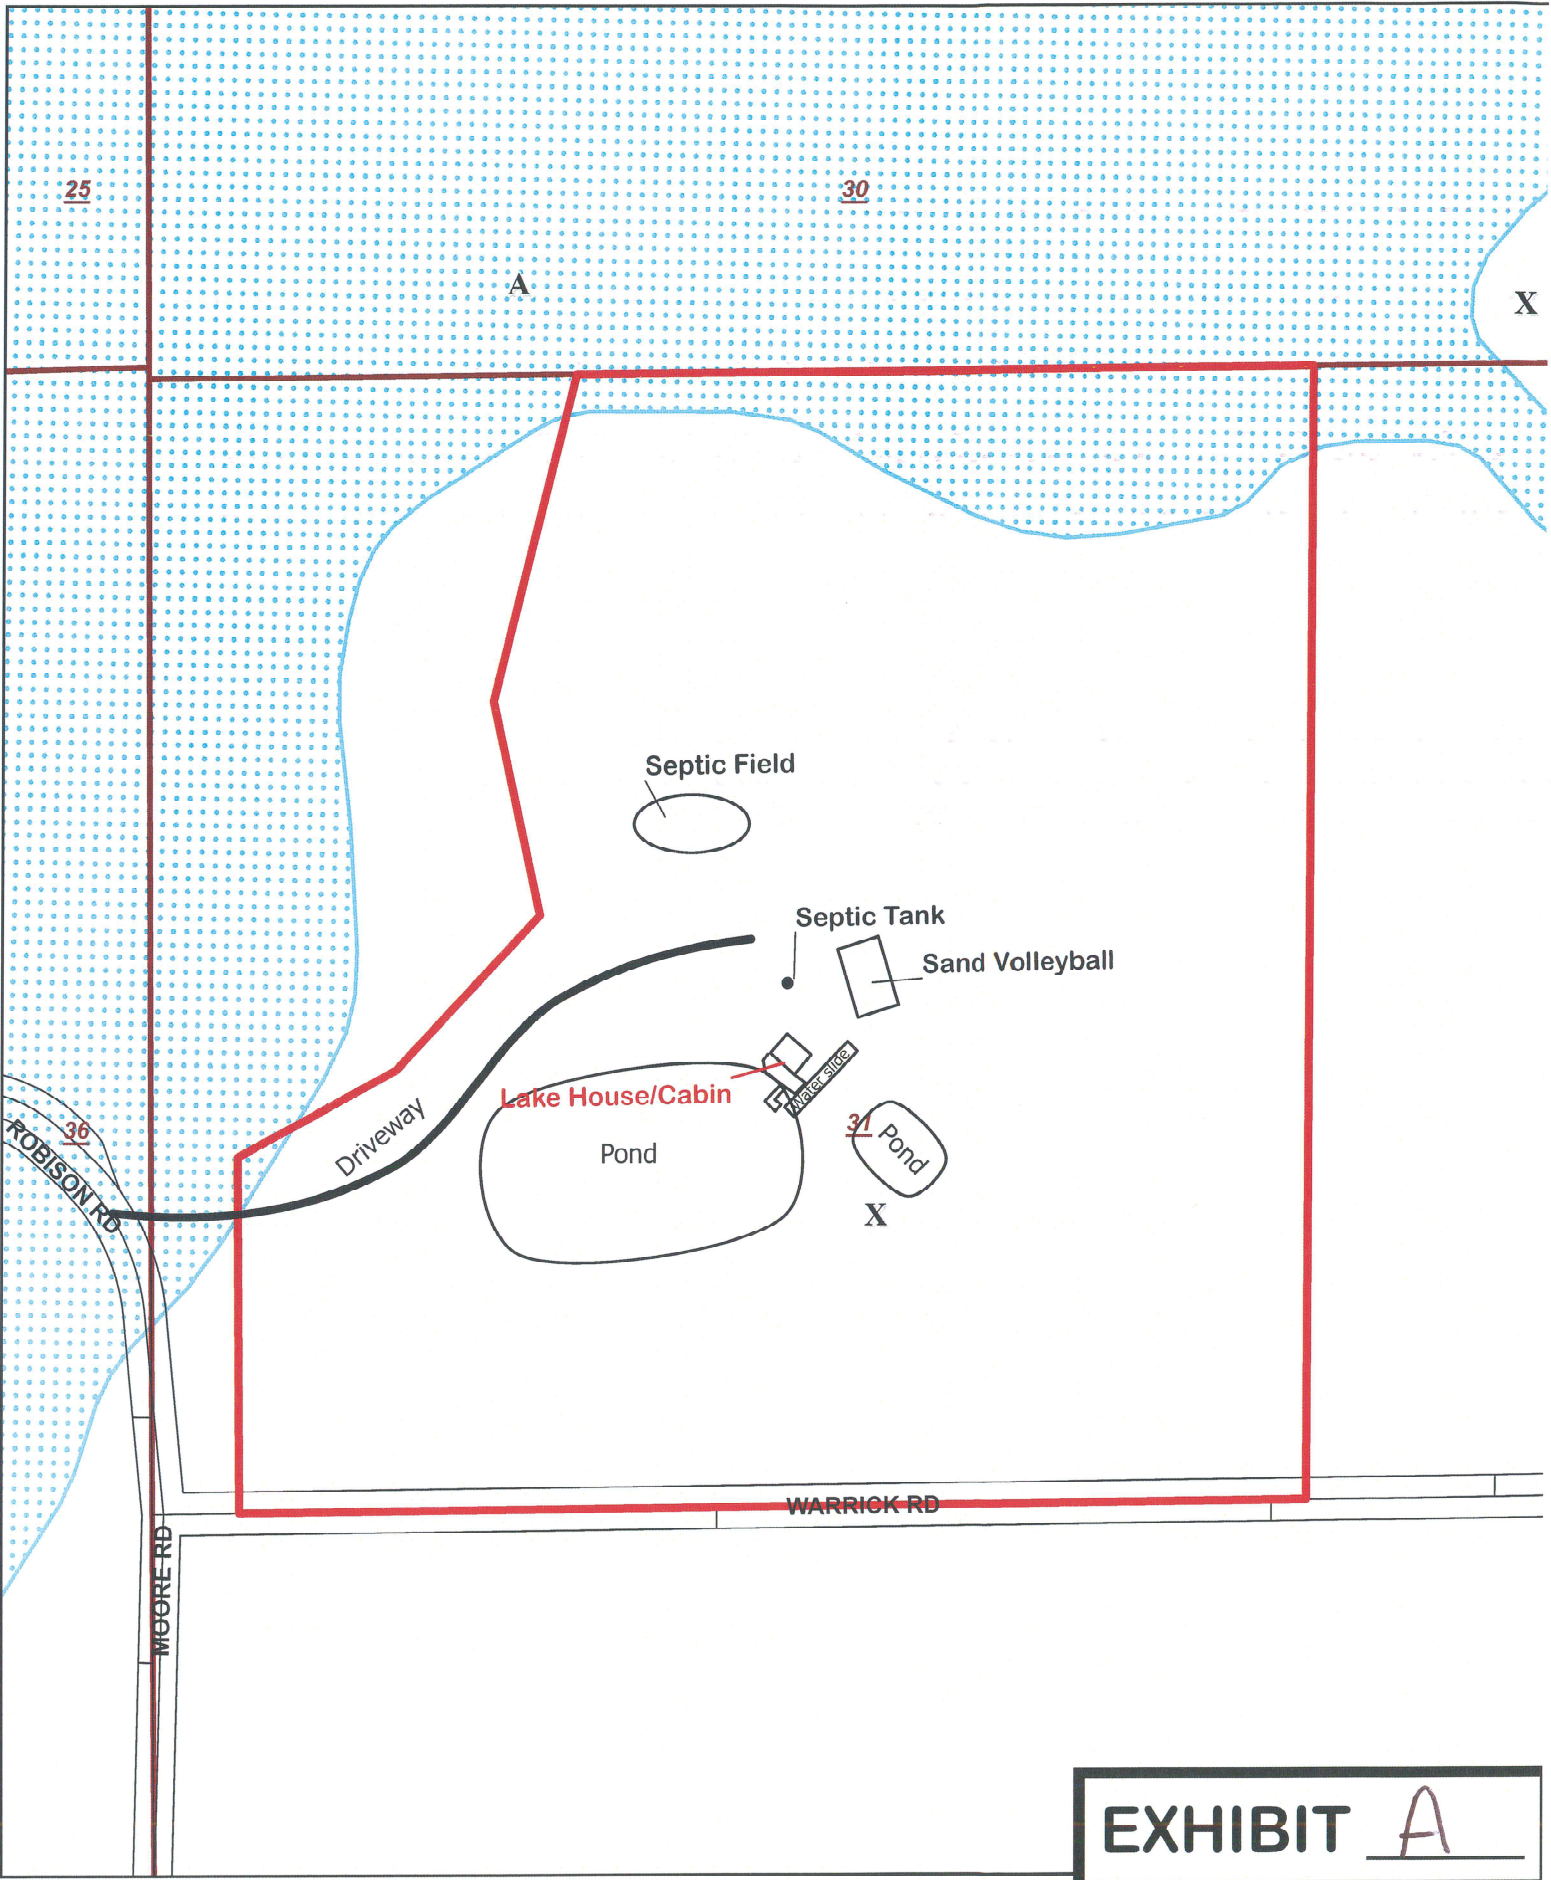 25
30
A
X
Septic Field
Septic Tank
Sand Volleyball
Water slide
Lake House/Cabin
Driveway
36
31
Pond
Pond
ROBISON RD
X
WARRICK RD
MOORE RD
EXHIBIT A